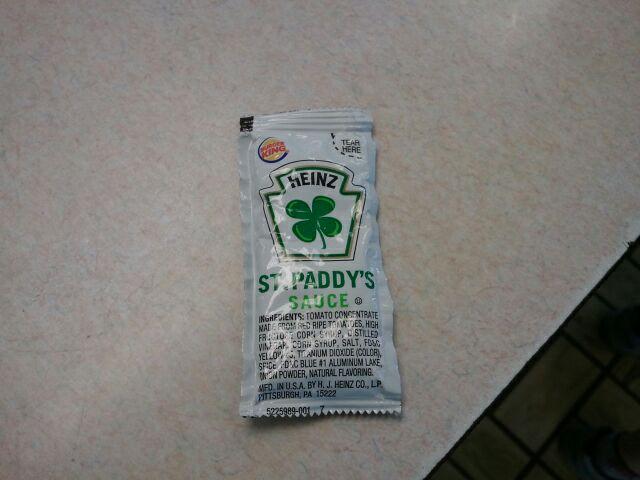 BURGER KING
TEAR
HERE
HEINZ
ST. PADDY'S
SAUCE
INGREDIENTS: TOMATO CONCENTRATE
MADE FROM RED RIPE TOMATOES, HIGH
FRUCTOSE CORN SYRUP, DISTILLED
VINEGAR, CORN SYRUP, SALT, FD&C
YELLOW 5, TITANIUM DIOXIDE (COLOR),
SPICE, FD&C BLUE #1 ALUMINUM LAKE,
ONION POWDER, NATURAL FLAVORING.
MFD. IN U.S.A. BY H. J. HEINZ CO., L.P.
PITTSBURGH, PA 15222
5225989-001 7